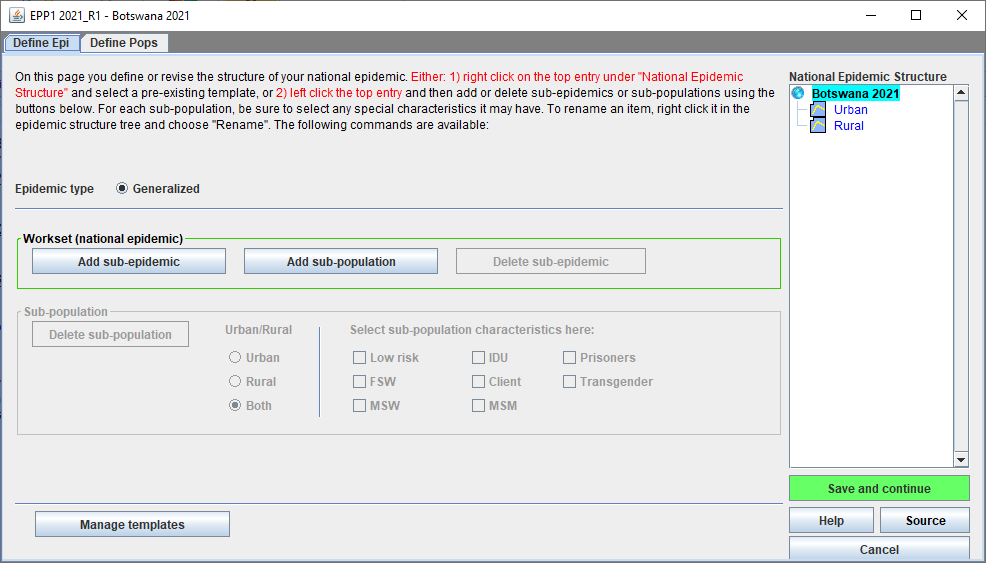 EPP1 2021_R1 - Botswana 2021
Define Epi
Define Pops
On this page you define or revise the structure of your national epidemic. Either: 1) right click on the top entry under "National Epidemic
Structure" and select a pre-existing template, or 2) left click the top entry and then add or delete sub-epidemics or sub-populations using the
buttons below. For each sub-population, be sure to select any special characteristics it may have. To rename an item, right click it in the
epidemic structure tree and choose "Rename". The following commands are available:
Epidemic type
Generalized
Workset (national epidemic)
Add sub-epidemic
Add sub-population
Delete sub-epidemic
Sub-population
Delete sub-population
Urban/Rural
Urban
Rural
Both
Select sub-population characteristics here:
Low risk
IDU
Prisoners
FSW
Client
Transgender
MSW
MSM
Manage templates
National Epidemic Structure
Botswana 2021
Urban
Rural
Save and continue
Help
Source
Cancel